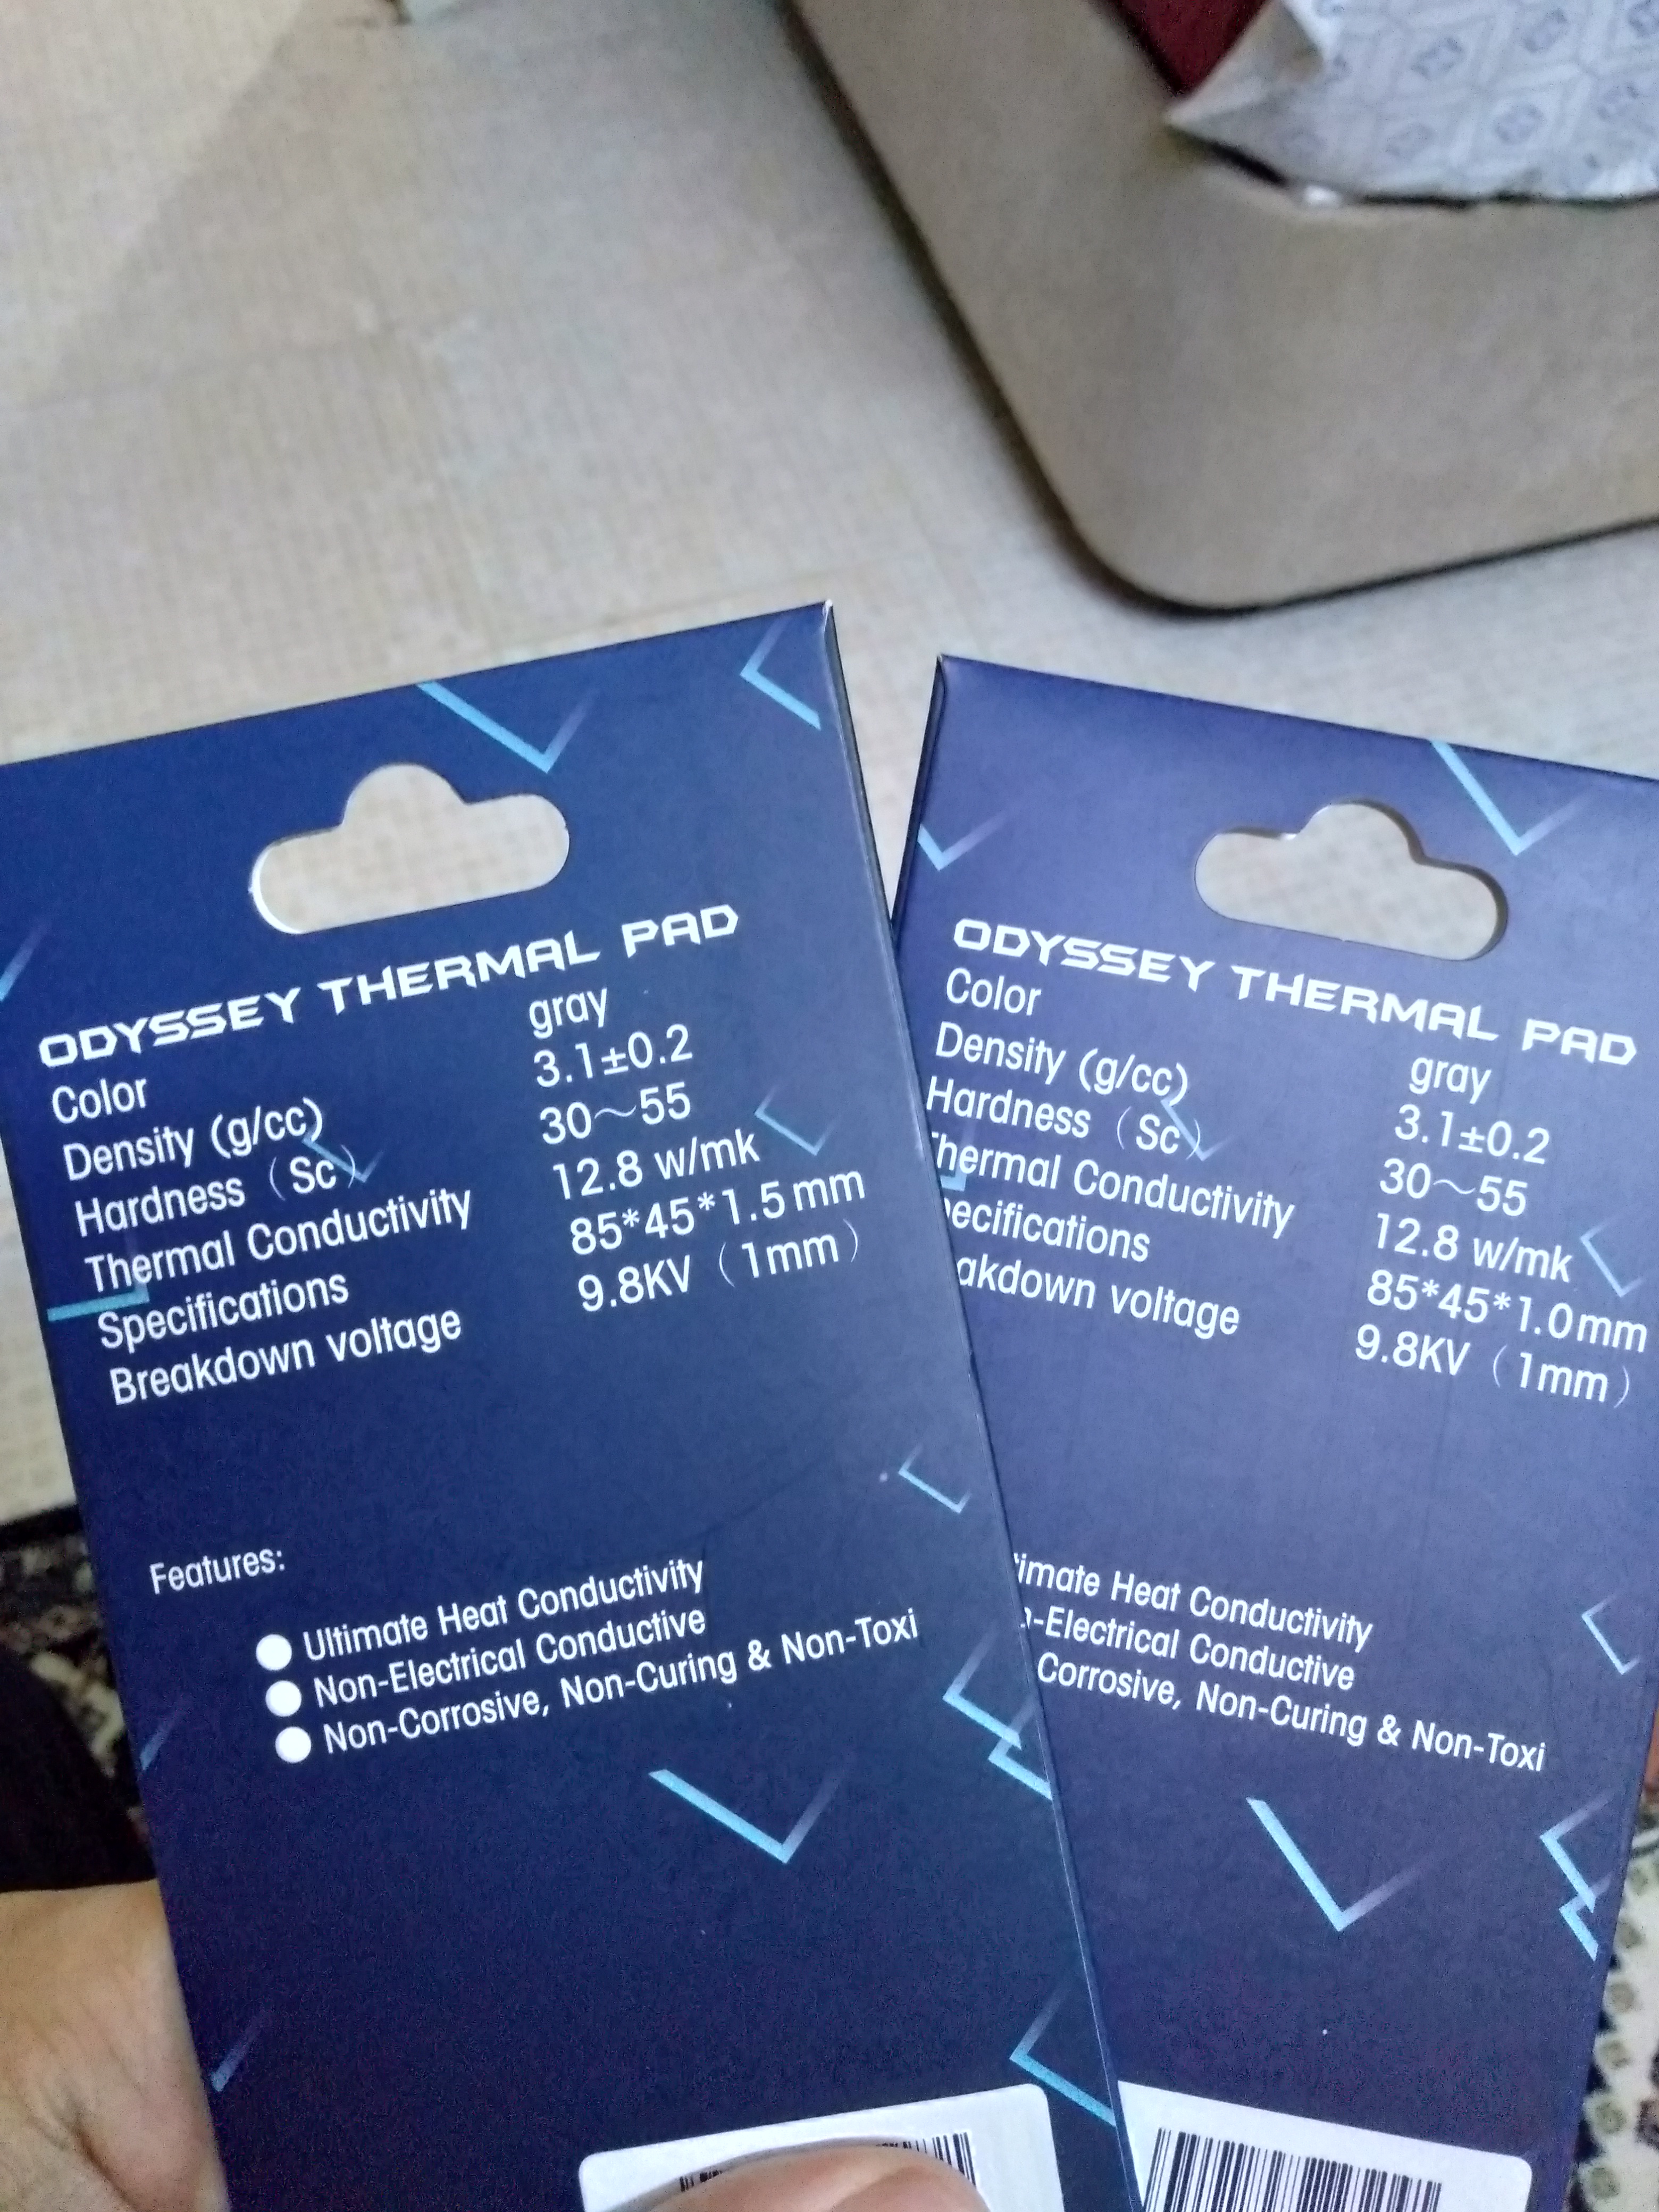 ODYSSEY THERMAL PAD
Color gray
Density (g/cc) 3.1±0.2
Hardness（Sc） 30～55
Thermal Conductivity 12.8 w/mk
Specifications 85*45*1.5mm
Breakdown voltage 9.8KV（1mm）
Features:
Ultimate Heat Conductivity
Non-Electrical Conductive
Non-Corrosive, Non-Curing & Non-Toxi
ODYSSEY THERMAL PAD
Color gray
Density (g/cc) 3.1±0.2
Hardness（Sc） 30～55
hermal Conductivity 12.8 w/mk
ecifications 85*45*1.0mm
akdown voltage 9.8KV（1mm）
imate Heat Conductivity
-Electrical Conductive
Corrosive, Non-Curing & Non-Toxi